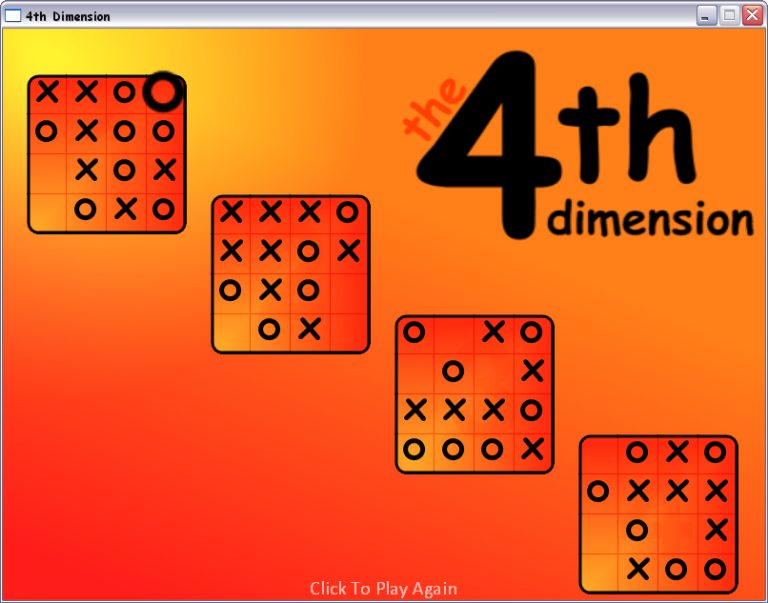 4th Dimension
the
4th
dimension
X X O O
O X O O
X O X
O X O
X X X O
X X O X
O X O
O X
O X O
O X
X X X O
O O O X
O X O
O X X X
O X
X O O
Click To Play Again